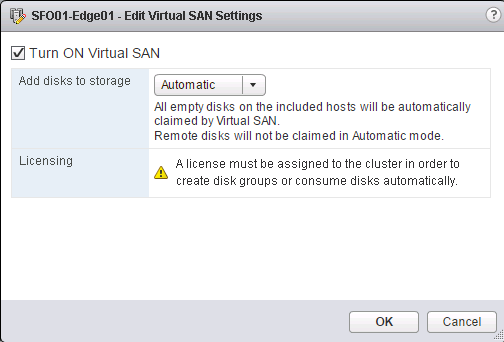 SFO01-Edge01 - Edit Virtual SAN Settings
?
Turn ON Virtual SAN
Add disks to storage
Automatic
All empty disks on the included hosts will be automatically
claimed by Virtual SAN.
Remote disks will not be claimed in Automatic mode.
Licensing
A license must be assigned to the cluster in order to
create disk groups or consume disks automatically.
OK
Cancel